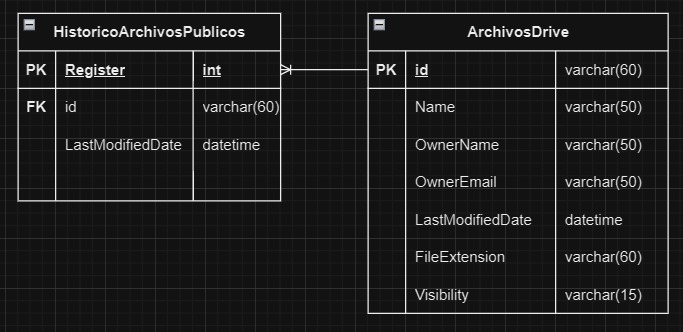 HistoricoArchivosPublicos
PK Register int
FK id varchar(60)
LastModifiedDate datetime
ArchivosDrive
PK id varchar(60)
Name varchar(50)
OwnerName varchar(50)
OwnerEmail varchar(50)
LastModifiedDate datetime
FileExtension varchar(60)
Visibility varchar(15)